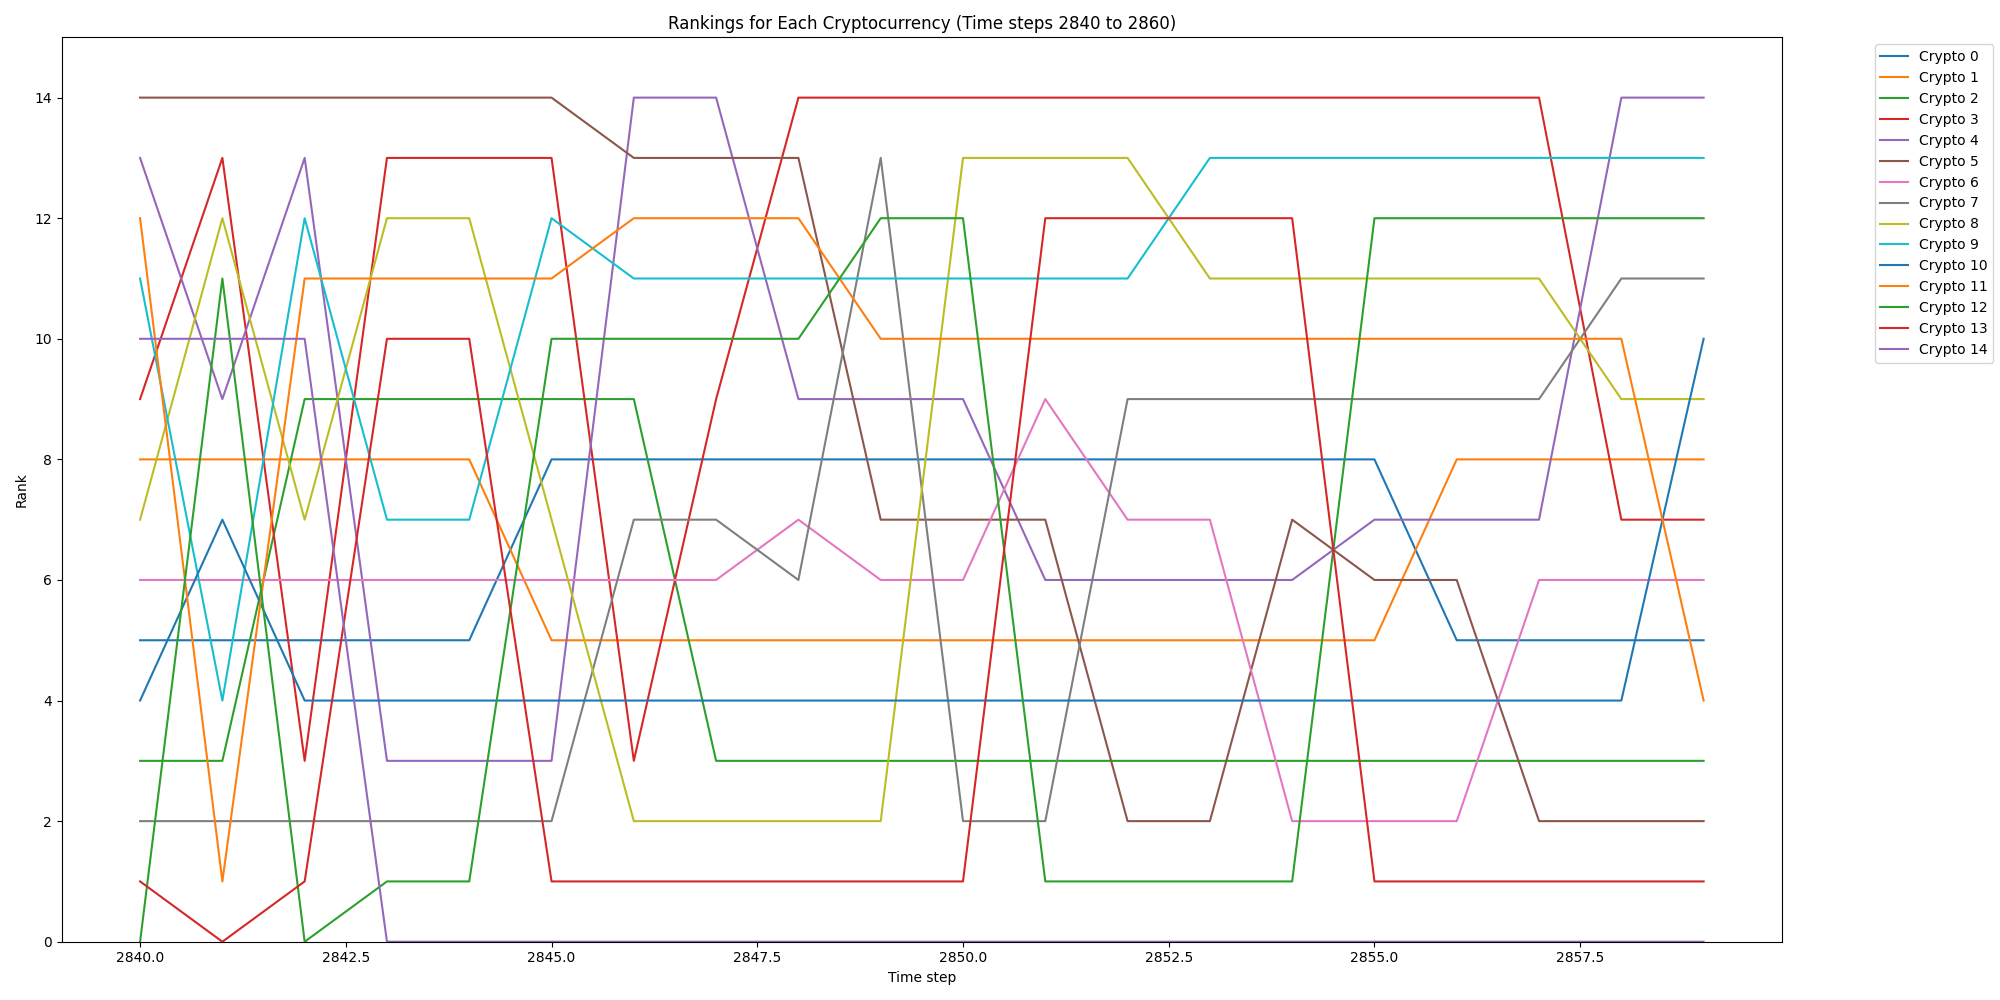 Rankings for Each Cryptocurrency (Time steps 2840 to 2860)
Rank
14
12
10
8
6
4
2
0
2840.0 2842.5 2845.0 2847.5 2850.0 2852.5 2855.0 2857.5
Time step
Crypto 0
Crypto 1
Crypto 2
Crypto 3
Crypto 4
Crypto 5
Crypto 6
Crypto 7
Crypto 8
Crypto 9
Crypto 10
Crypto 11
Crypto 12
Crypto 13
Crypto 14